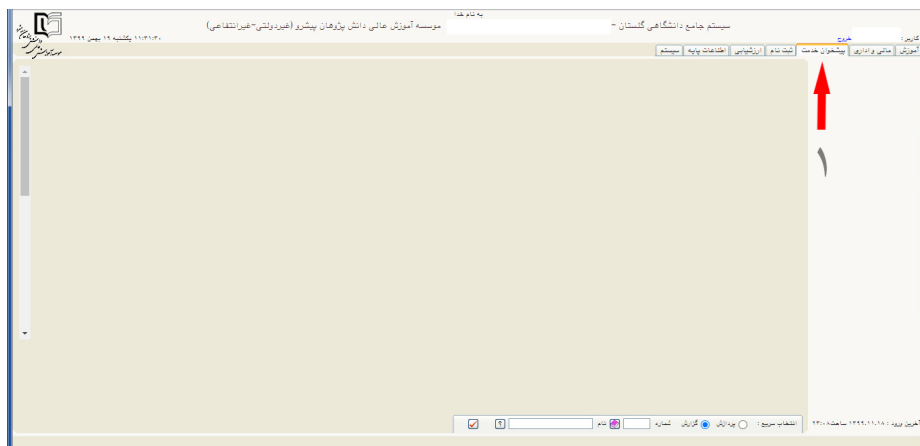 به نام خدا
سیستم جامع دانشگاهی گلستان - موسسه آموزش عالی دانش پژوهان پیشرو (غیردولتی-غیرانتفاعی)
کاربر : خروج
۱۱:۳۱:۳۰ یکشنبه ۱۹ بهمن ۱۳۹۹
آموزش مالی و اداری پیشخوان خدمت ثبت نام ارزشیابی اطلاعات پایه سیستم
۱
آخرین ورود : ۱۳۹۹.۱۱.۱۸ ساعت
انتخاب سریع : پردازش گزارش شماره نام ?